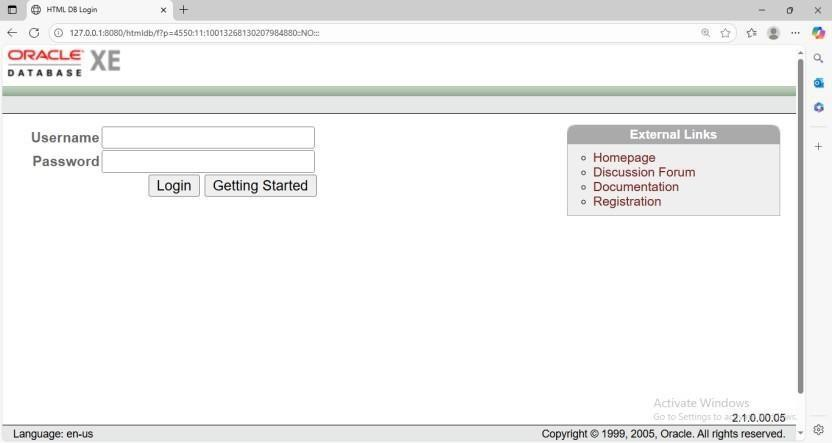 HTML DB Login
127.0.0.1:8080/htmldb/f?p=4550:11:10013268130207984880::NO:::
ORACLE XE
DATABASE
Username
Password
Login Getting Started
External Links
Homepage
Discussion Forum
Documentation
Registration
Activate Windows
Go to Settings to
2.1.0.00.05
Language: en-us
Copyright © 1999, 2005, Oracle. All rights reserved.